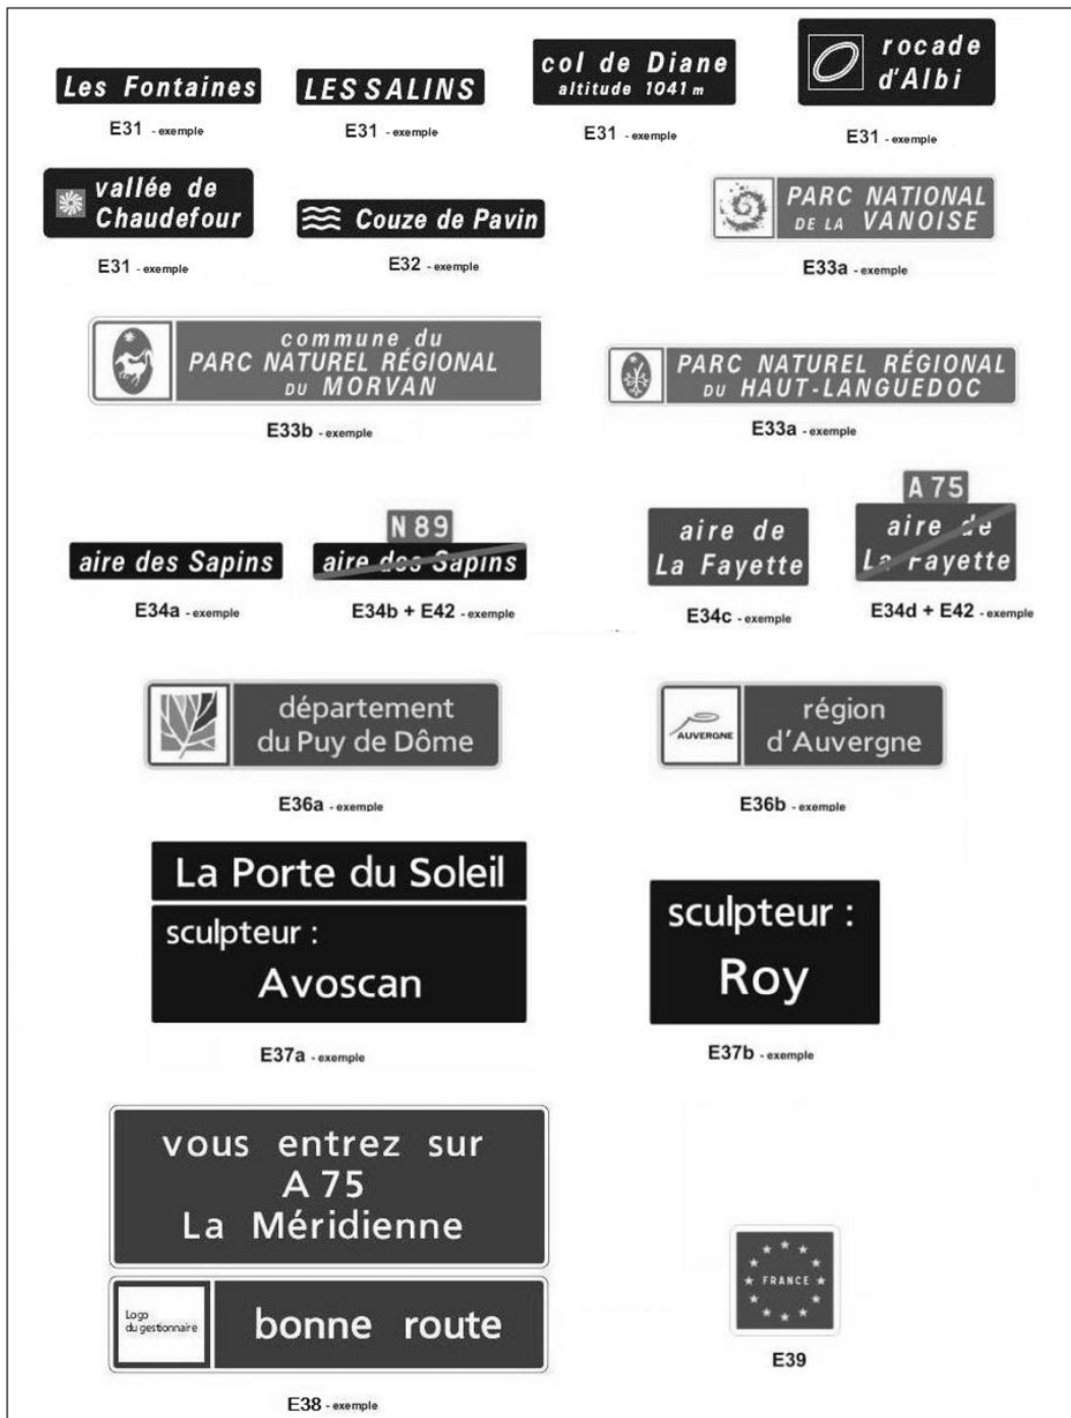 Les Fontaines
E31 - exemple
LES SALINS
E31 - exemple
col de Diane
altitude 1041 m
E31 - exemple
rocade
d'Albi
E31 - exemple
vallée de
Chaudefour
E31 - exemple
Couze de Pavin
E32 - exemple
PARC NATIONAL
DE LA VANOISE
E33a - exemple
commune du
PARC NATUREL RÉGIONAL
DU MORVAN
E33b - exemple
PARC NATUREL RÉGIONAL
DU HAUT-LANGUEDOC
E33a - exemple
aire des Sapins
E34a - exemple
N 89
aire des Sapins
E34b + E42 - exemple
aire de
La Fayette
E34c - exemple
A 75
aire de
La Fayette
E34d + E42 - exemple
département
du Puy de Dôme
E36a - exemple
AUVERGNE
région
d'Auvergne
E36b - exemple
La Porte du Soleil
sculpteur :
Avoscan
E37a - exemple
sculpteur :
Roy
E37b - exemple
vous entrez sur
A 75
La Méridienne
Logo
du gestionnaire
bonne route
E38 - exemple
FRANCE
E39